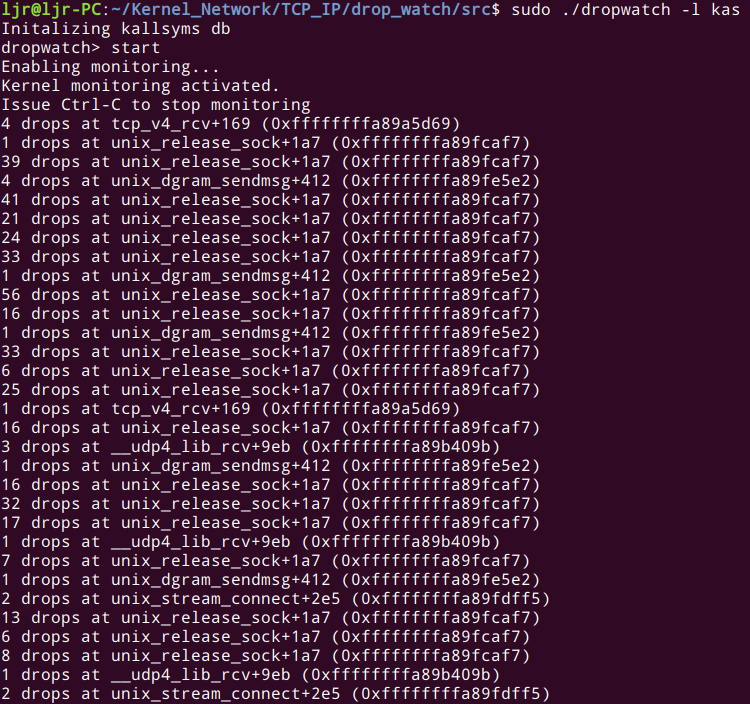 ljr@ljr-PC:~/Kernel_Network/TCP_IP/drop_watch/src$ sudo ./dropwatch -l kas
Initalizing kallsyms db
dropwatch> start
Enabling monitoring...
Kernel monitoring activated.
Issue Ctrl-C to stop monitoring
4 drops at tcp_v4_rcv+169 (0xffffffffa89a5d69)
1 drops at unix_release_sock+1a7 (0xffffffffa89fcaf7)
39 drops at unix_release_sock+1a7 (0xffffffffa89fcaf7)
4 drops at unix_dgram_sendmsg+412 (0xffffffffa89fe5e2)
41 drops at unix_release_sock+1a7 (0xffffffffa89fcaf7)
21 drops at unix_release_sock+1a7 (0xffffffffa89fcaf7)
24 drops at unix_release_sock+1a7 (0xffffffffa89fcaf7)
33 drops at unix_release_sock+1a7 (0xffffffffa89fcaf7)
1 drops at unix_dgram_sendmsg+412 (0xffffffffa89fe5e2)
56 drops at unix_release_sock+1a7 (0xffffffffa89fcaf7)
16 drops at unix_release_sock+1a7 (0xffffffffa89fcaf7)
1 drops at unix_dgram_sendmsg+412 (0xffffffffa89fe5e2)
33 drops at unix_release_sock+1a7 (0xffffffffa89fcaf7)
6 drops at unix_release_sock+1a7 (0xffffffffa89fcaf7)
25 drops at unix_release_sock+1a7 (0xffffffffa89fcaf7)
1 drops at tcp_v4_rcv+169 (0xffffffffa89a5d69)
16 drops at unix_release_sock+1a7 (0xffffffffa89fcaf7)
3 drops at __udp4_lib_rcv+9eb (0xffffffffa89b409b)
1 drops at unix_dgram_sendmsg+412 (0xffffffffa89fe5e2)
16 drops at unix_release_sock+1a7 (0xffffffffa89fcaf7)
32 drops at unix_release_sock+1a7 (0xffffffffa89fcaf7)
17 drops at unix_release_sock+1a7 (0xffffffffa89fcaf7)
1 drops at __udp4_lib_rcv+9eb (0xffffffffa89b409b)
7 drops at unix_release_sock+1a7 (0xffffffffa89fcaf7)
1 drops at unix_dgram_sendmsg+412 (0xffffffffa89fe5e2)
2 drops at unix_stream_connect+2e5 (0xffffffffa89fdff5)
13 drops at unix_release_sock+1a7 (0xffffffffa89fcaf7)
6 drops at unix_release_sock+1a7 (0xffffffffa89fcaf7)
8 drops at unix_release_sock+1a7 (0xffffffffa89fcaf7)
1 drops at __udp4_lib_rcv+9eb (0xffffffffa89b409b)
2 drops at unix_stream_connect+2e5 (0xffffffffa89fdff5)